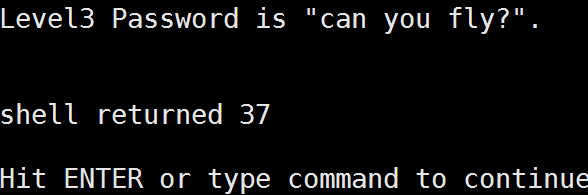 Level3 Password is "can you fly?".
shell returned 37
Hit ENTER or type command to continue